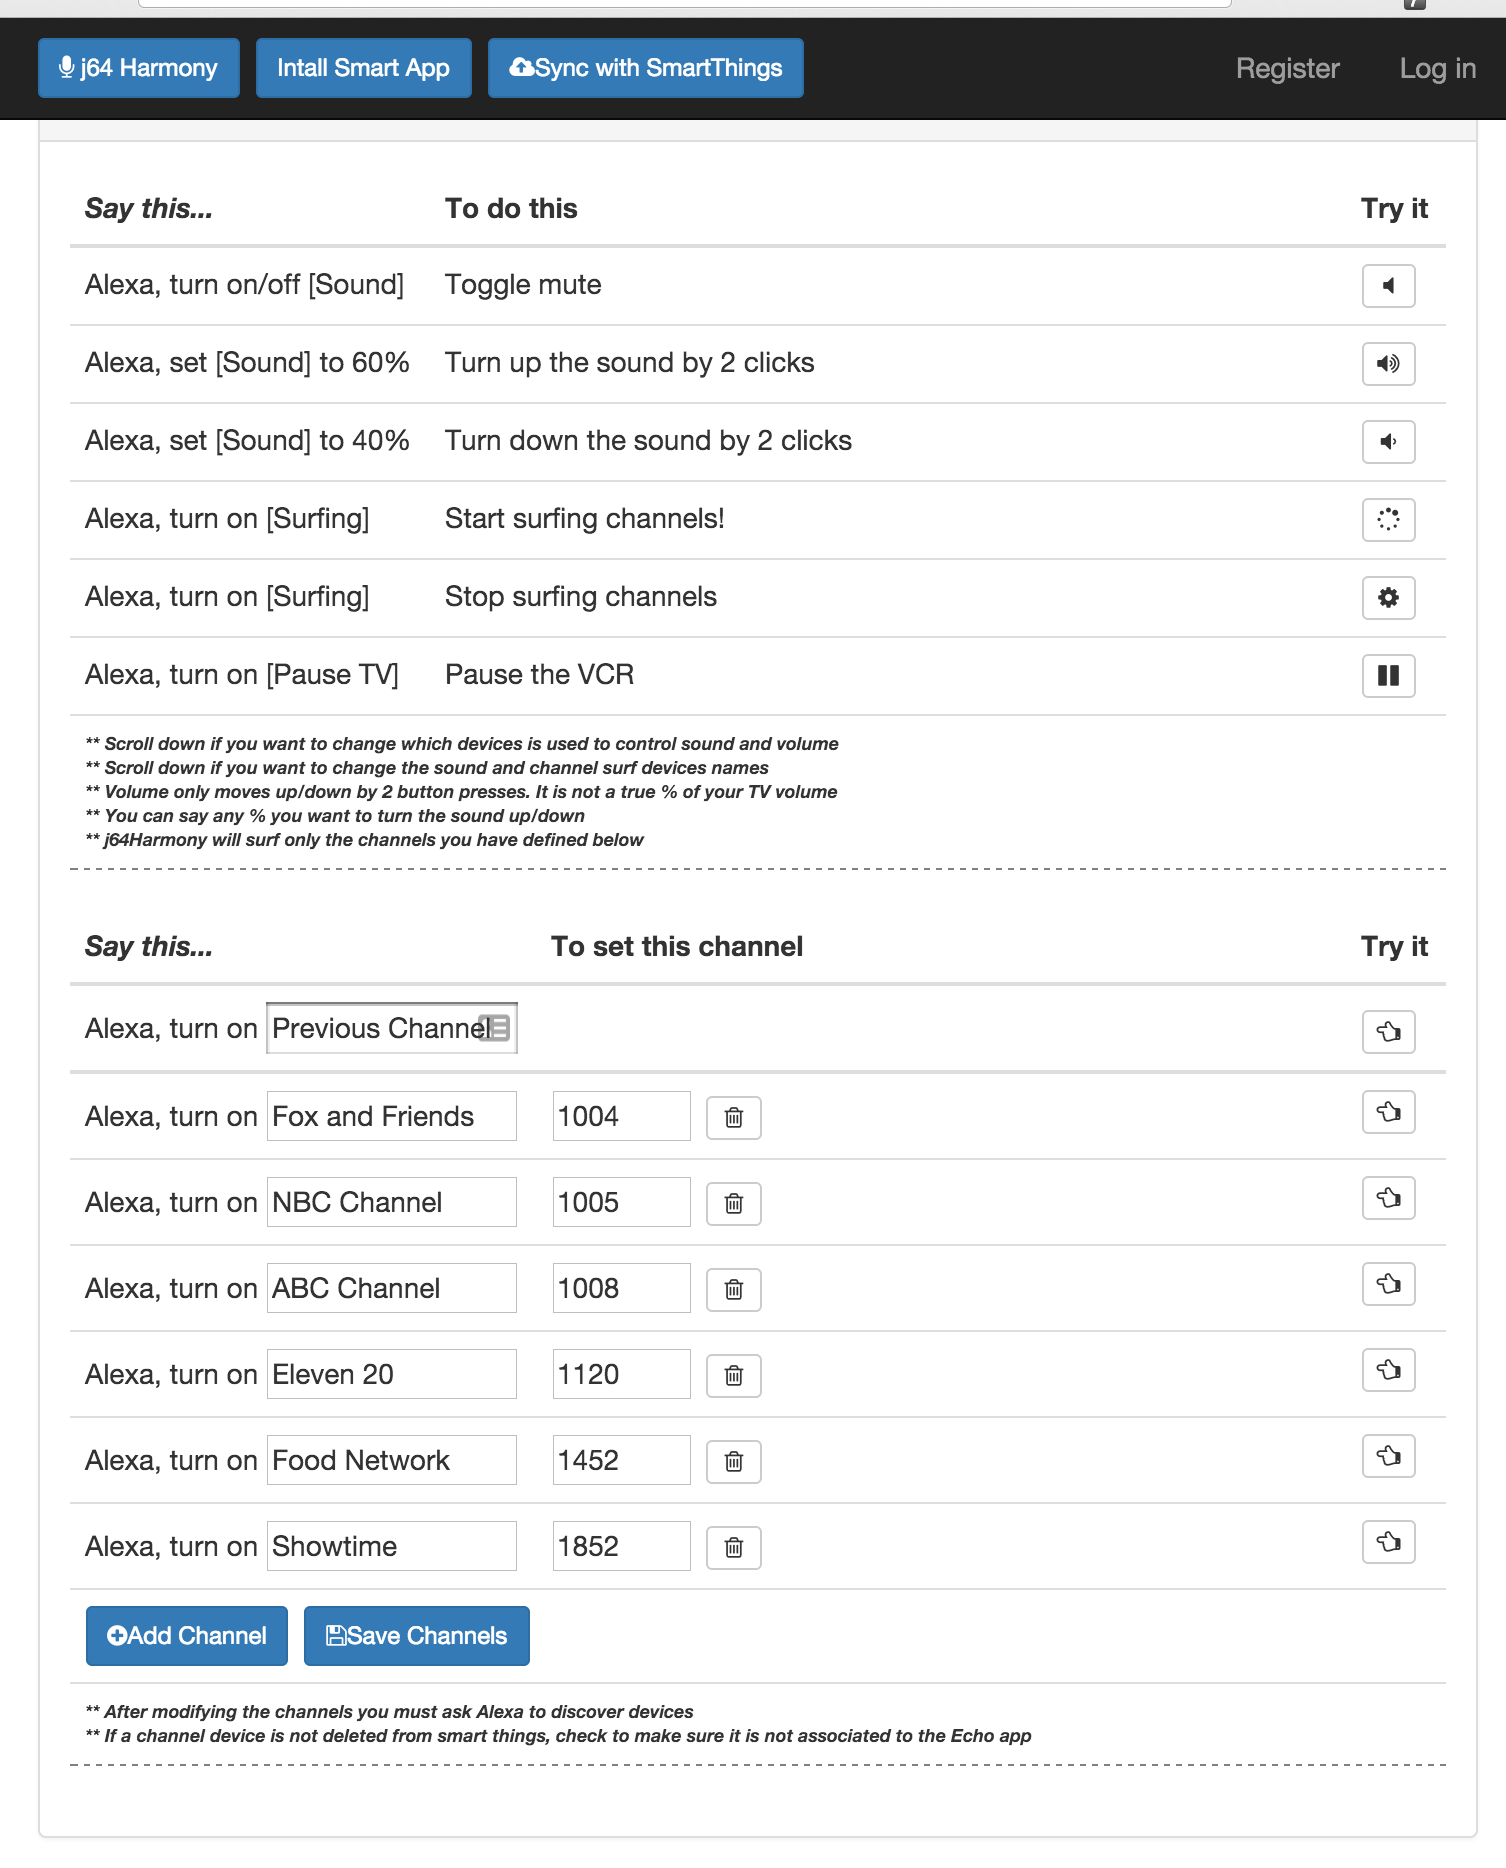 j64 Harmony Intall Smart App Sync with SmartThings Register Log in
Say this... To do this Try it
Alexa, turn on/off [Sound] Toggle mute
Alexa, set [Sound] to 60% Turn up the sound by 2 clicks
Alexa, set [Sound] to 40% Turn down the sound by 2 clicks
Alexa, turn on [Surfing] Start surfing channels!
Alexa, turn on [Surfing] Stop surfing channels
Alexa, turn on [Pause TV] Pause the VCR
** Scroll down if you want to change which devices is used to control sound and volume
** Scroll down if you want to change the sound and channel surf devices names
** Volume only moves up/down by 2 button presses. It is not a true % of your TV volume
** You can say any % you want to turn the sound up/down
** j64Harmony will surf only the channels you have defined below
Say this... To set this channel Try it
Alexa, turn on Previous Channel
Alexa, turn on Fox and Friends 1004
Alexa, turn on NBC Channel 1005
Alexa, turn on ABC Channel 1008
Alexa, turn on Eleven 20 1120
Alexa, turn on Food Network 1452
Alexa, turn on Showtime 1852
Add Channel Save Channels
** After modifying the channels you must ask Alexa to discover devices
** If a channel device is not deleted from smart things, check to make sure it is not associated to the Echo app